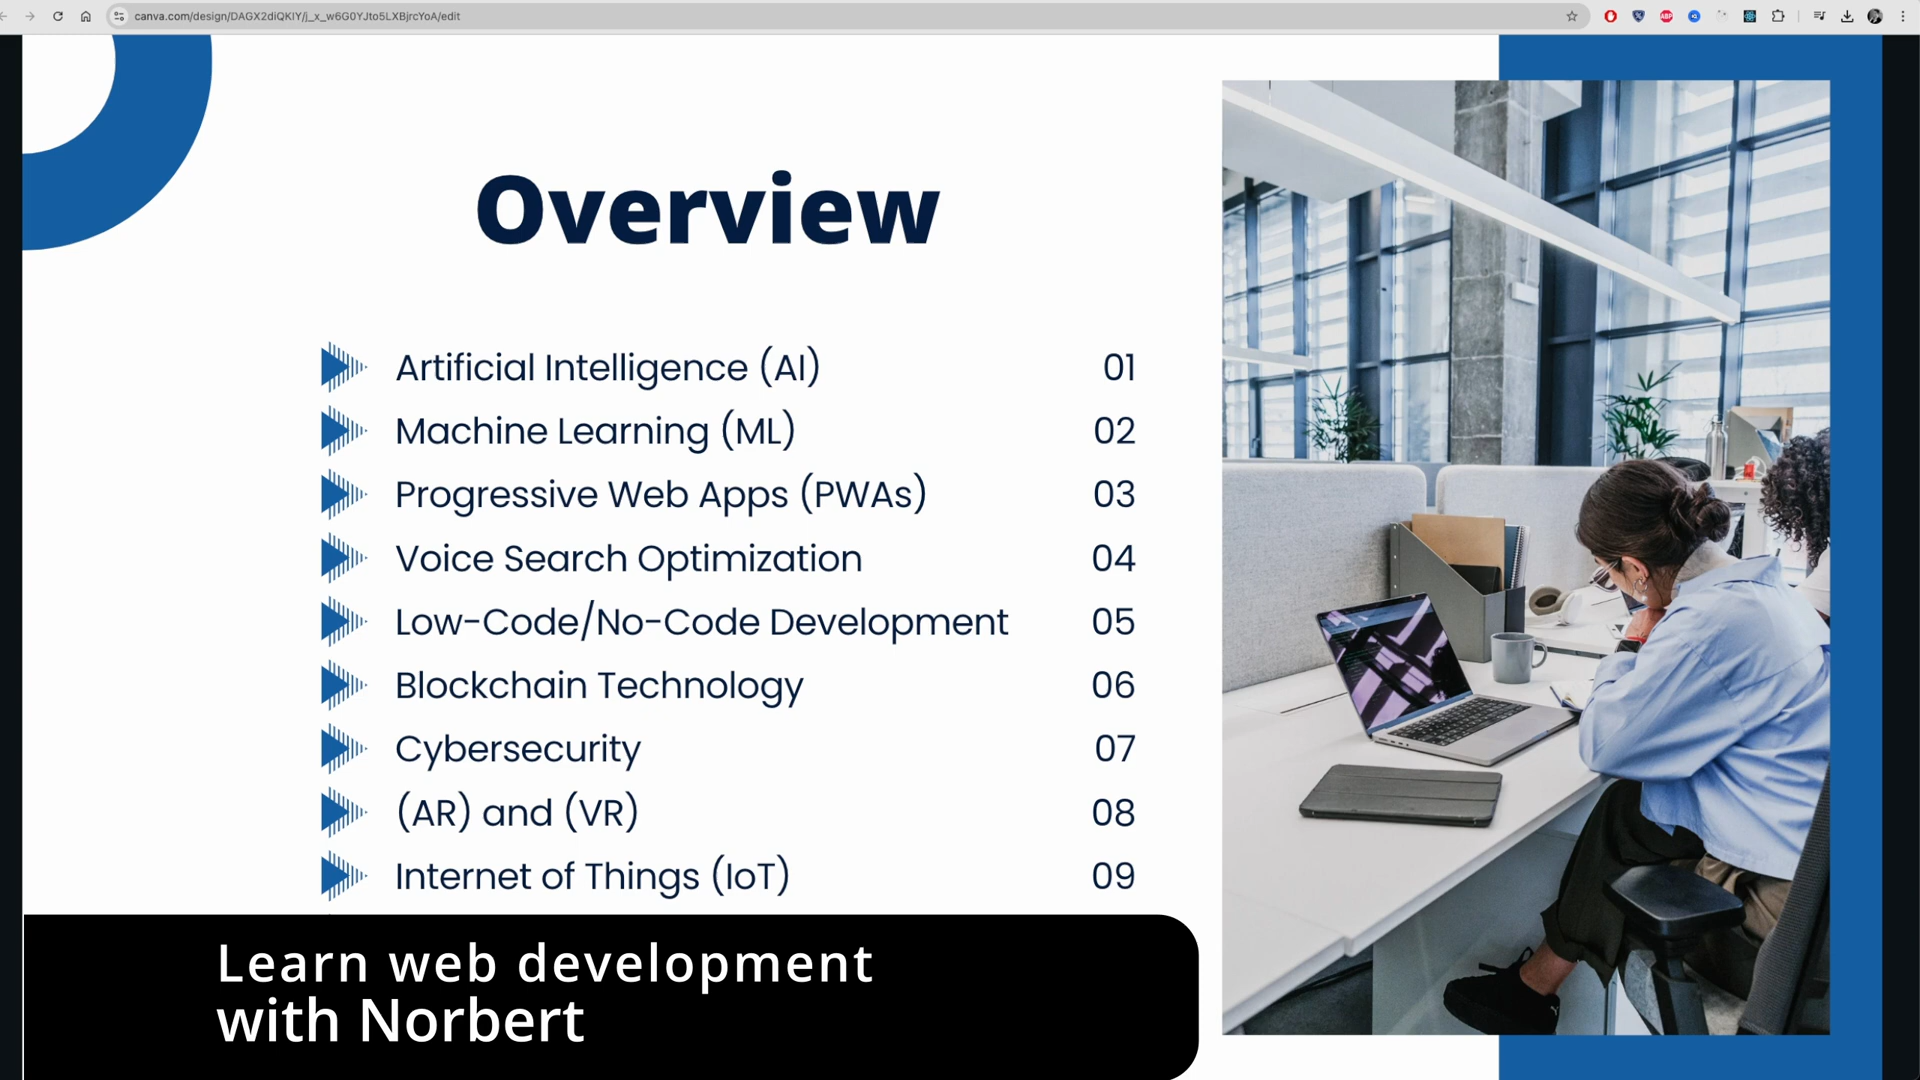 canva.com/design/DAGX2diQKIY/j_x_w6G0YJto5LXBjrcYoA/edit
ABP
Overview
Artificial Intelligence (AI) 01
Machine Learning (ML) 02
Progressive Web Apps (PWAs) 03
Voice Search Optimization 04
Low-Code/No-Code Development 05
Blockchain Technology 06
Cybersecurity 07
(AR) and (VR) 08
Internet of Things (IoT) 09
Learn web development
with Norbert